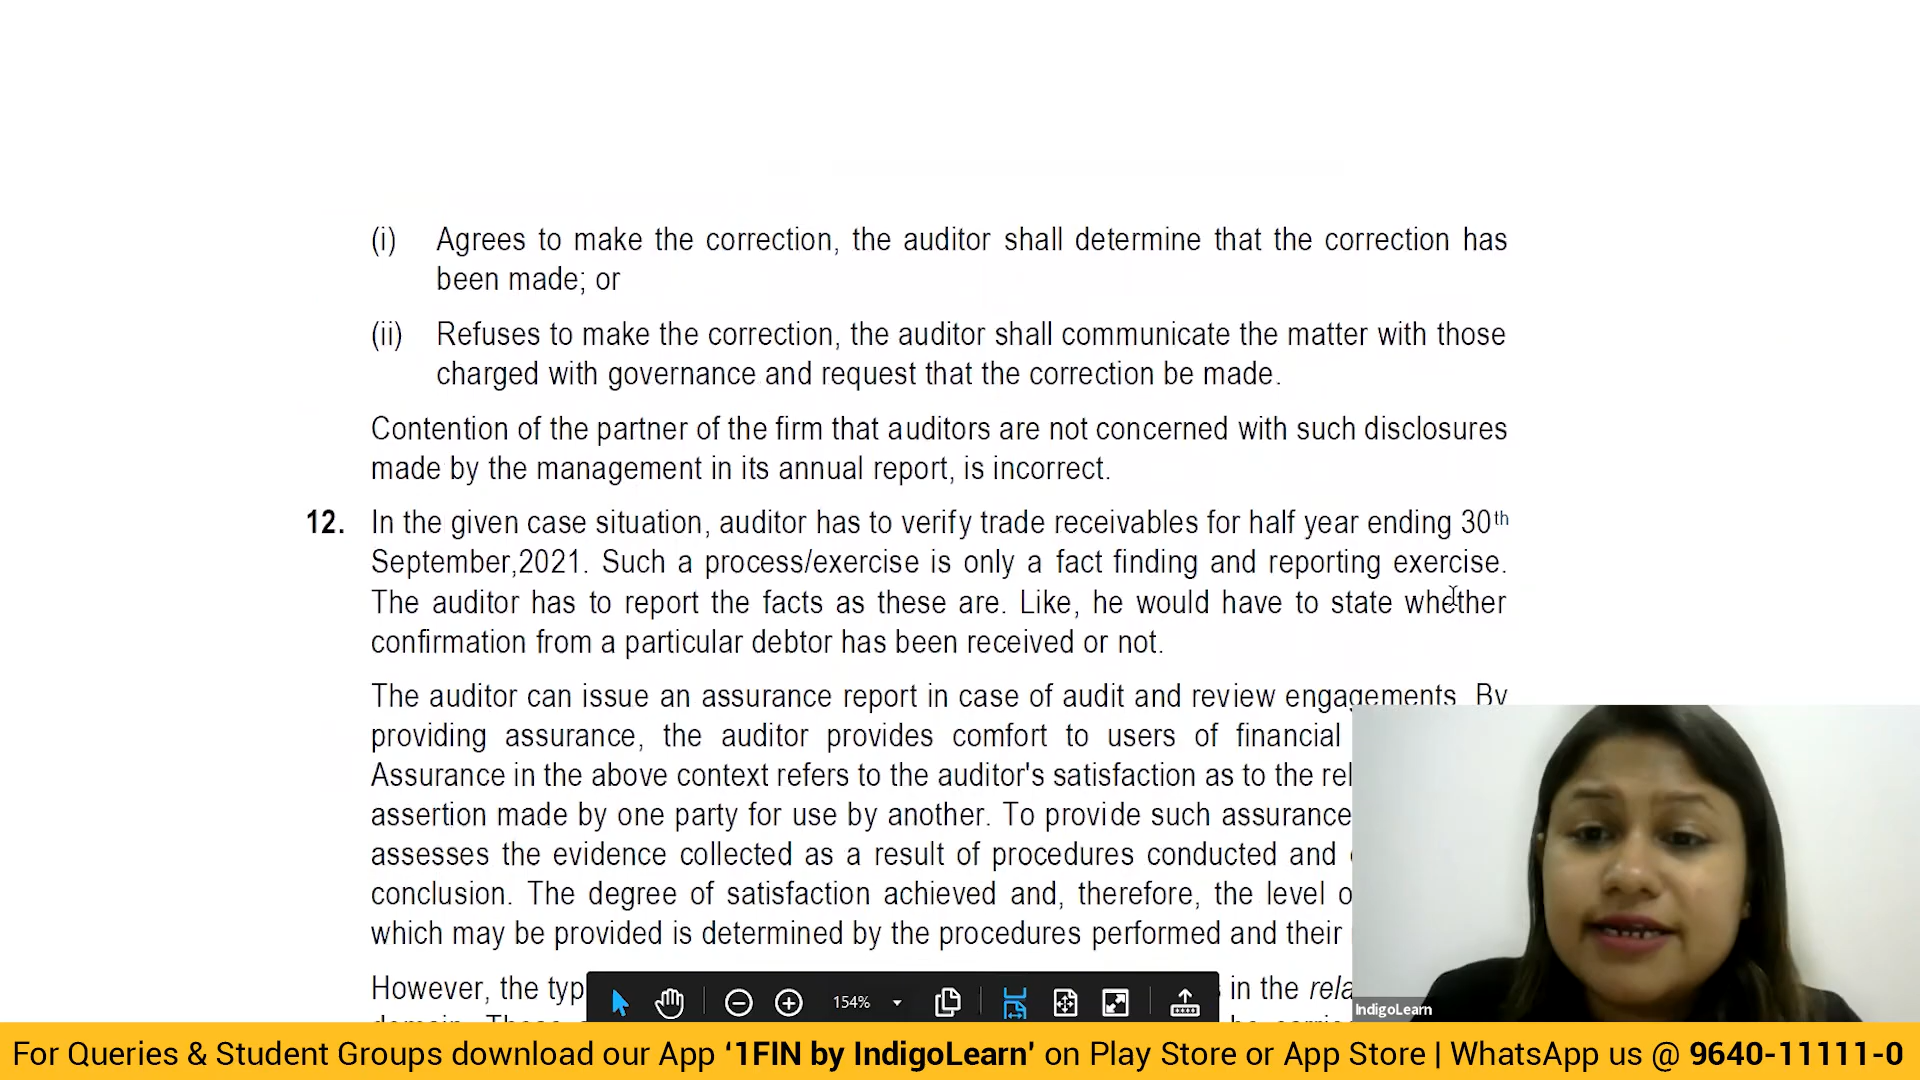 (i) Agrees to make the correction, the auditor shall determine that the correction has
been made; or
(ii) Refuses to make the correction, the auditor shall communicate the matter with those
charged with governance and request that the correction be made.
Contention of the partner of the firm that auditors are not concerned with such disclosures
made by the management in its annual report, is incorrect.
12. In the given case situation, auditor has to verify trade receivables for half year ending 30th
September,2021. Such a process/exercise is only a fact finding and reporting exercise.
The auditor has to report the facts as these are. Like, he would have to state whether
confirmation from a particular debtor has been received or not.
The auditor can issue an assurance report in case of audit and review engagements. By
providing assurance, the auditor provides comfort to users of financial
Assurance in the above context refers to the auditor's satisfaction as to the
assertion made by one party for use by another. To provide such assurance
assesses the evidence collected as a result of procedures conducted and
conclusion. The degree of satisfaction achieved and, therefore, the level
which may be provided is determined by the procedures performed and their
However, the in the
154%
IndigoLearn
For Queries & Student Groups download our App ‘1FIN by IndigoLearn’ on Play Store or App Store | WhatsApp us @ 9640-11111-0